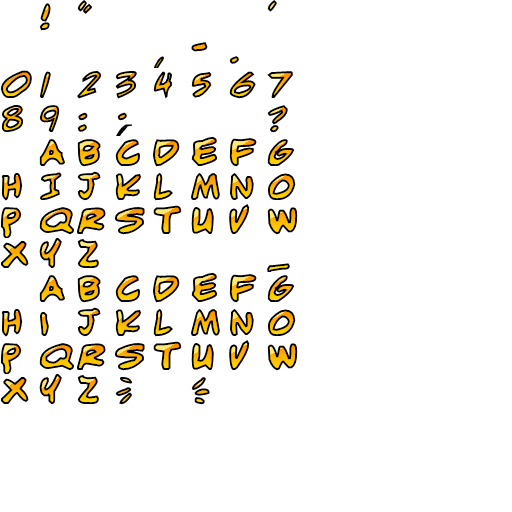 ! " '
, - .
0 1 2 3 4 5 6 7
8 9 : ; ?
A B C D E F G
H I J K L M N O
P Q R S T U V W
X Y Z _
A B C D E F G
H I J K L M N O
P Q R S T U V W
X Y Z